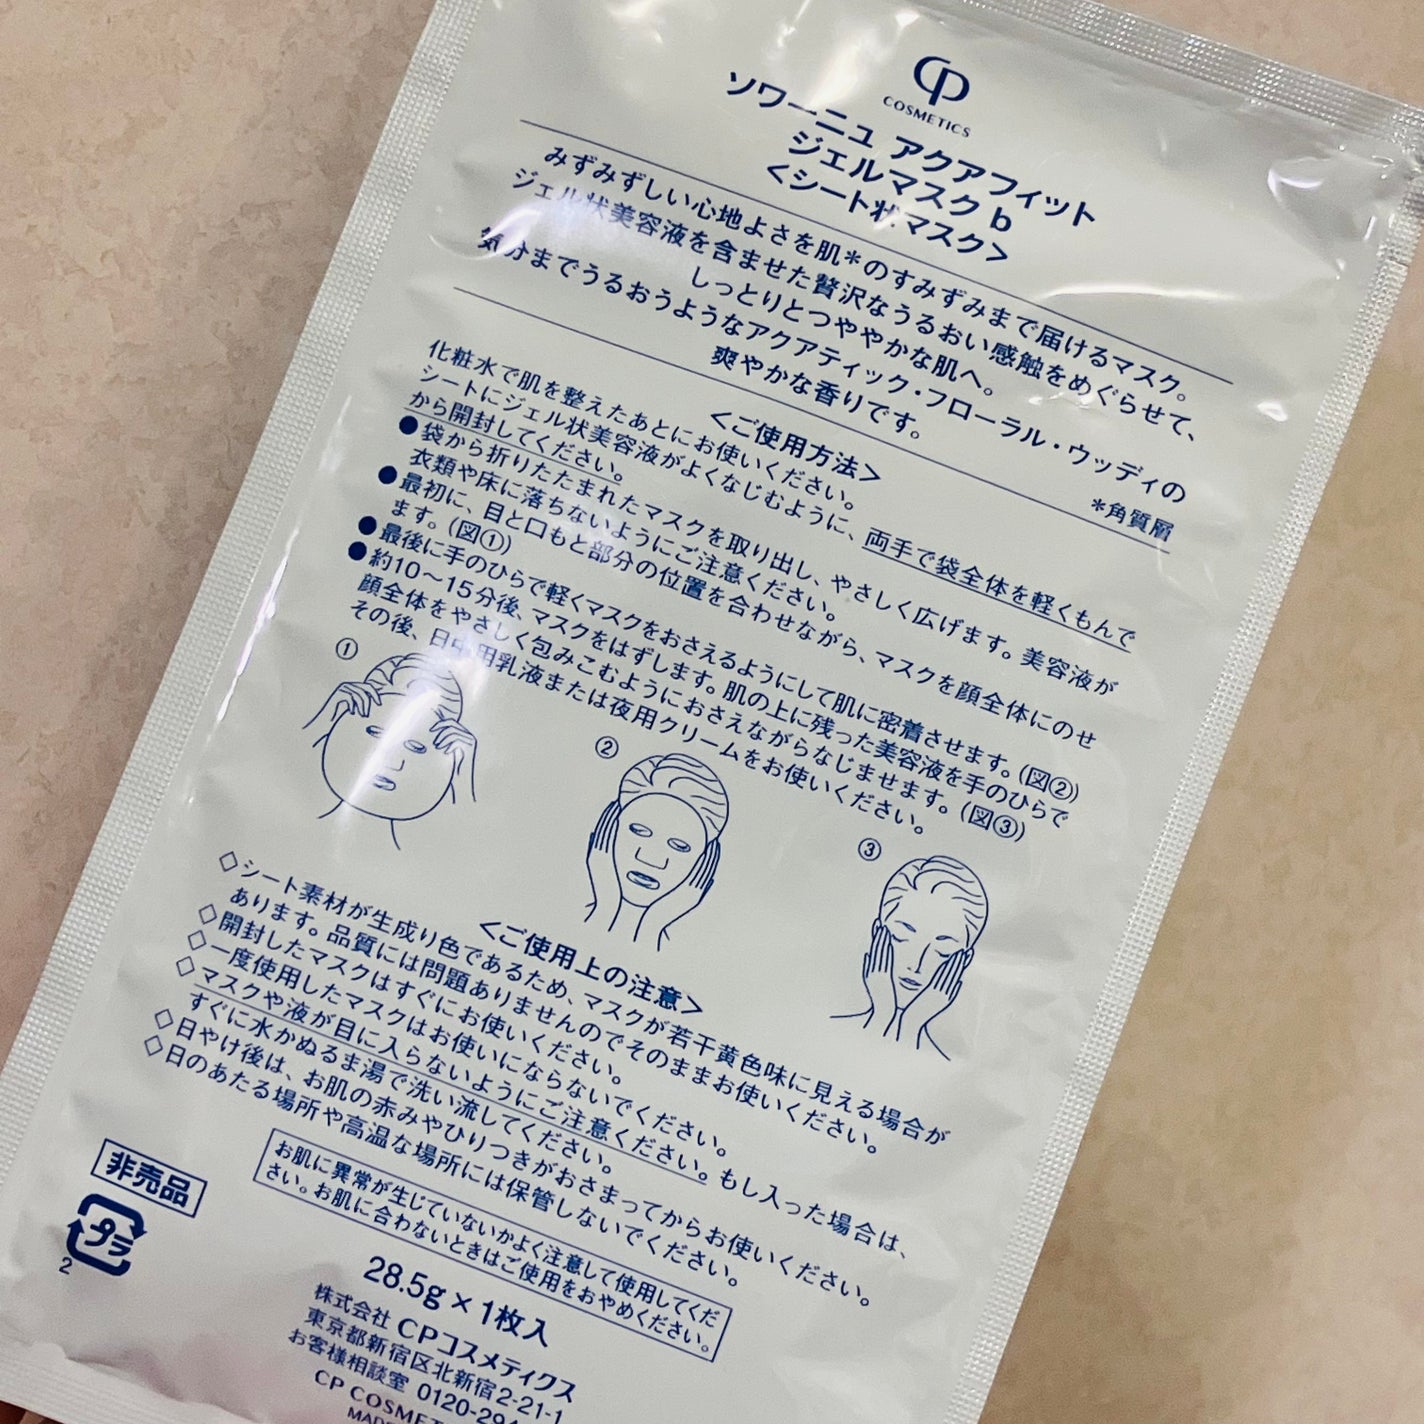 CP
COSMETICS
ソワーニュ アクアフィット
ジェルマスク b
<シート状マスク>
みずみずしい心地よさを肌*のすみずみまで届けるマスク。
ジェル状美容液を含ませた贅沢なうるおい感触をめぐらせて、
しっとりとつややかな肌へ。
気分までうるおうようなアクアティック・フローラル・ウッディの
爽やかな香りです。
*角質層
<ご使用方法>
化粧水で肌を整えたあとにお使いください。
シートにジェル状美容液がよくなじむように、両手で袋全体を軽くもんで
から開封してください。
●袋から折りたたまれたマスクを取り出し、やさしく広げます。美容液が
衣類や床に落ちないようにご注意ください。
●最初に、目と口もと部分の位置を合わせながら、マスクを顔全体にのせ
ます。(図①)
●最後に手のひらで軽くマスクをおさえるようにして肌に密着させます。(図②)
●約10～15分後、マスクをはずします。肌の上に残った美容液を手のひらで
顔全体をやさしく包みこむようにおさえながらなじませます。(図③)
その後、日中用乳液または夜用クリームをお使いください。
①
②
③
<ご使用上の注意>
◇シート素材が生成り色であるため、マスクが若干黄色味に見える場合が
あります。品質には問題ありませんのでそのままお使いください。
◇開封したマスクはすぐにお使いください。
◇一度使用したマスクはお使いにならないでください。
◇マスクや液が目に入らないようにご注意ください。もし入った場合は、
すぐに水かぬるま湯で洗い流してください。
◇日やけ後は、お肌の赤みやひりつきがおさまってからお使いください。
◇日のあたる場所や高温な場所には保管しないでください。
お肌に異常が生じていないかよく注意して使用してくだ
さい。お肌に合わないときはご使用をおやめください。
非売品
プラ
2
28.5g×1枚入
株式会社 CPコスメティクス
東京都新宿区北新宿2-21-1
お客様相談室 0120-294
CP COSMET
MADE